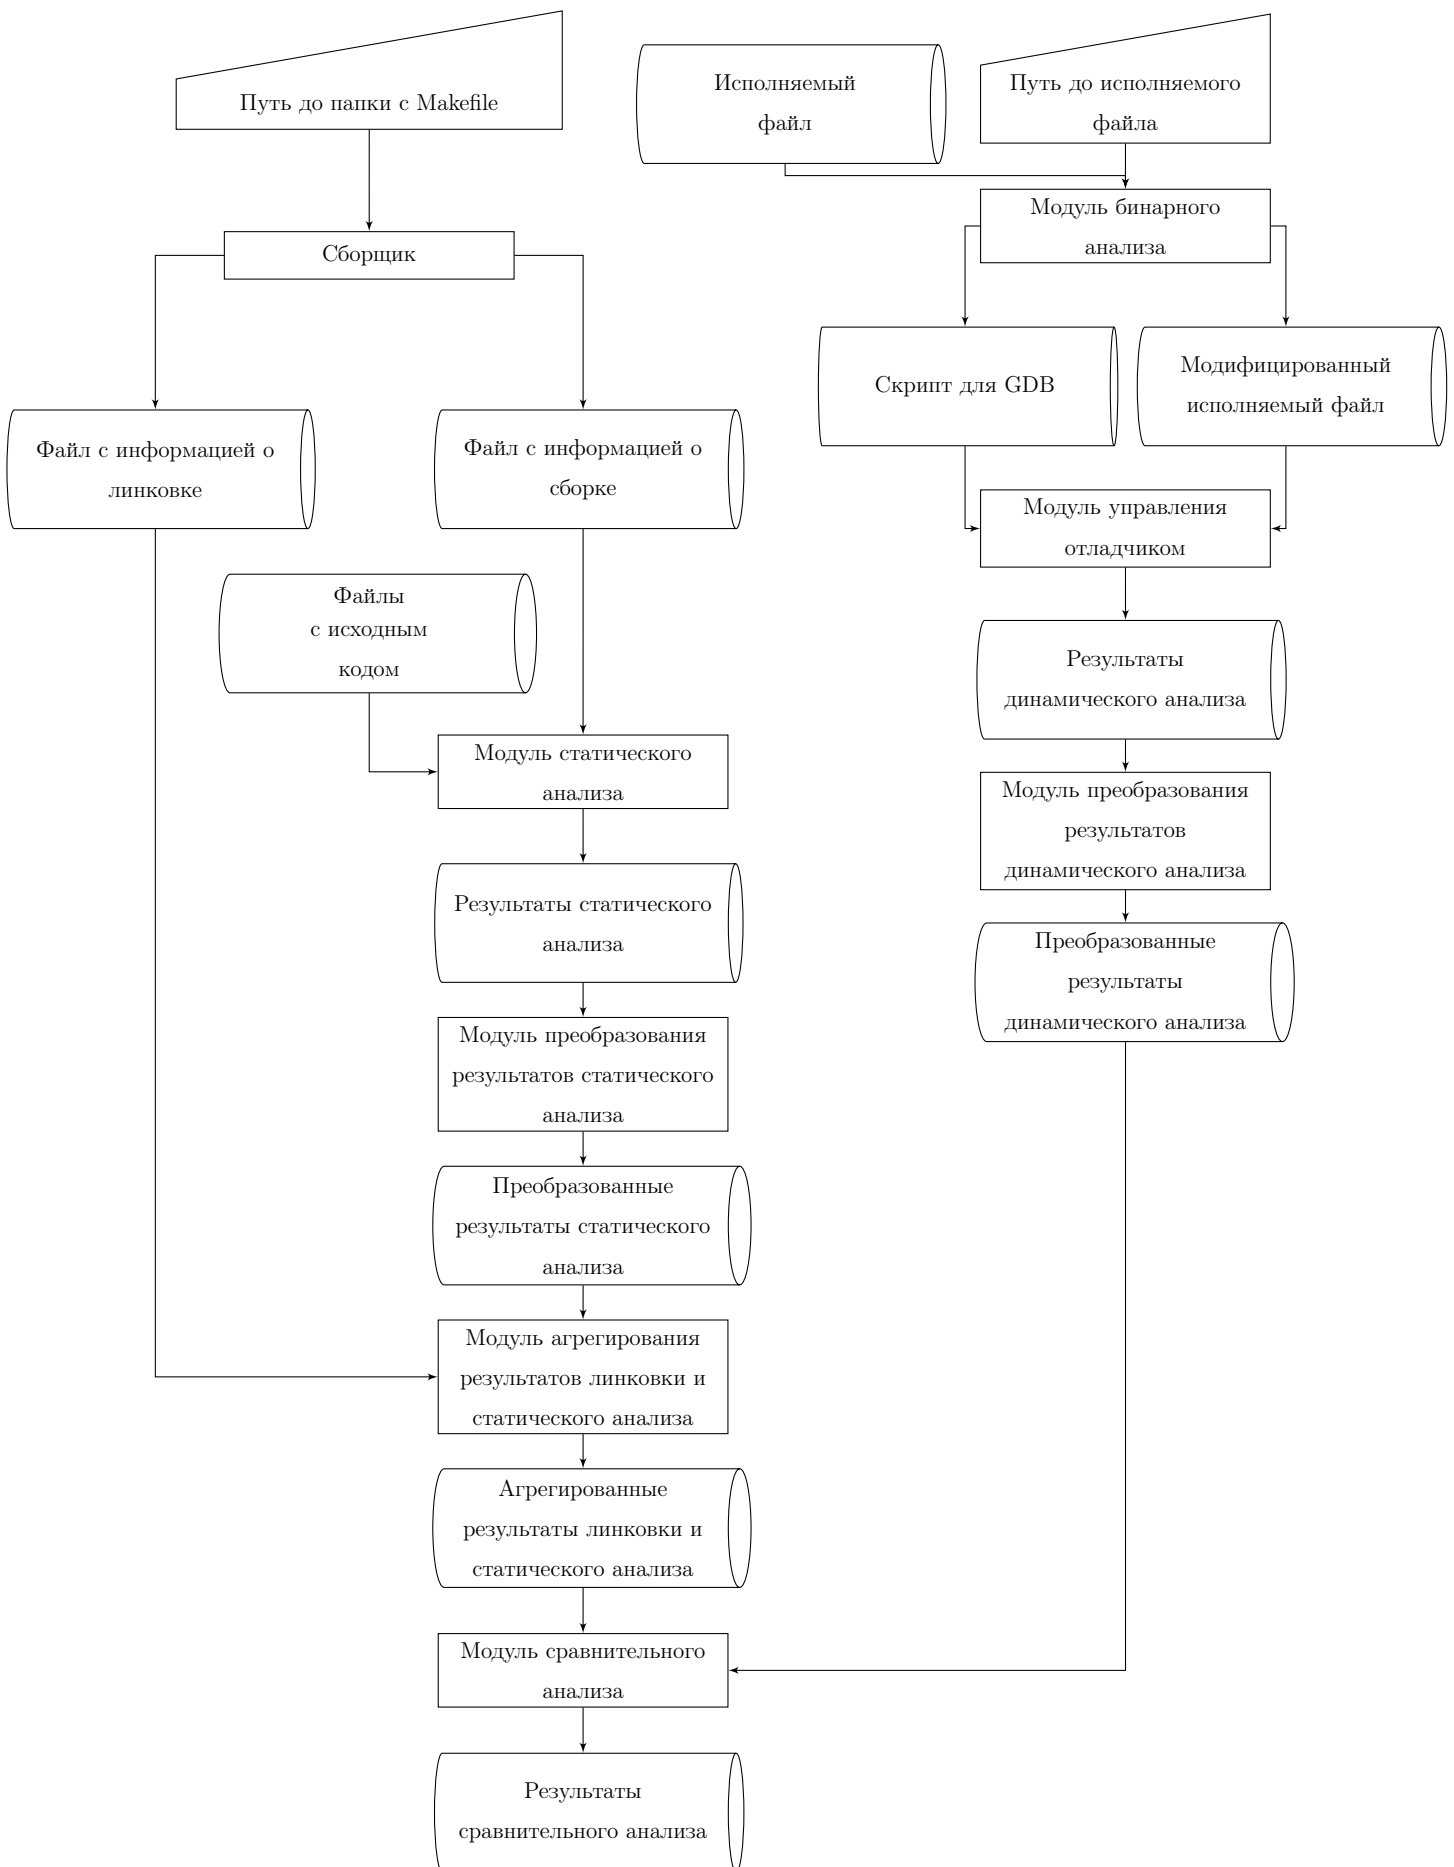 Путь до папки с Makefile
Исполняемый
файл
Путь до исполняемого
файла
Модуль бинарного
анализа
Сборщик
Скрипт для GDB
Модифицированный
исполняемый файл
Файл с информацией о
линковке
Файл с информацией о
сборке
Модуль управления
отладчиком
Файлы
с исходным
кодом
Результаты
динамического анализа
Модуль статического
анализа
Модуль преобразования
результатов
динамического анализа
Результаты статического
анализа
Преобразованные
результаты
динамического анализа
Модуль преобразования
результатов статического
анализа
Преобразованные
результаты статического
анализа
Модуль агрегирования
результатов линковки и
статического анализа
Агрегированные
результаты линковки и
статического анализа
Модуль сравнительного
анализа
Результаты
сравнительного анализа